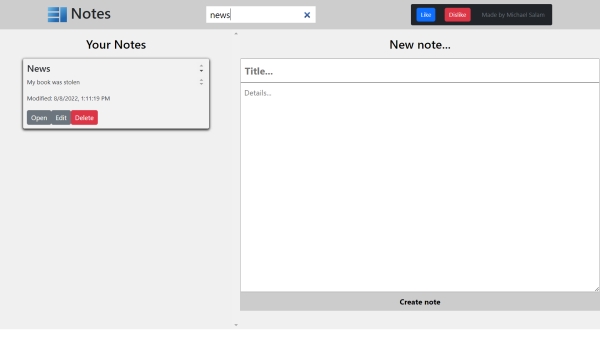 Notes
news
Like Dislike Made by Michael Salam
Your Notes
New note...
News
My book was stolen
Modified: 8/8/2022, 1:11:19 PM
Open Edit Delete
Title...
Details...
Create note